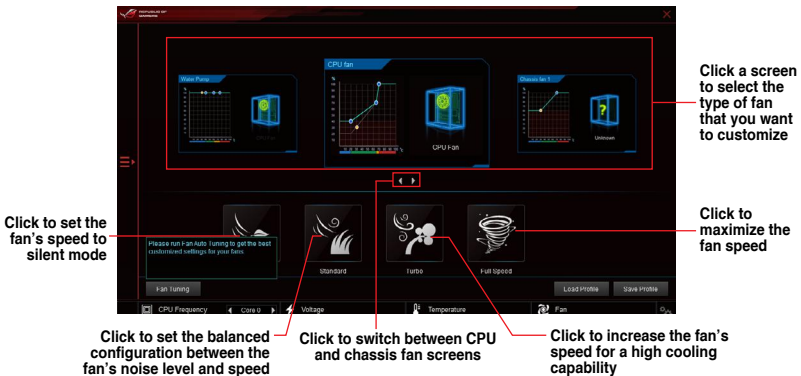 REPUBLIC OF
GAMERS
Water Pump
CPU fan
CPU Fan
Chassis fan 1
Unknown
Click a screen
to select the
type of fan
that you want
to customize
Click to set the
fan's speed to
silent mode
Please run Fan Auto Tuning to get the best
customized settings for your fans
Standard
Turbo
Full Speed
Click to
maximize the
fan speed
Fan Tuning
Load Profile
Save Profile
CPU Frequency
Core 0
Voltage
Temperature
Fan
Click to set the balanced
configuration between the
fan's noise level and speed
Click to switch between CPU
and chassis fan screens
Click to increase the fan's
speed for a high cooling
capability